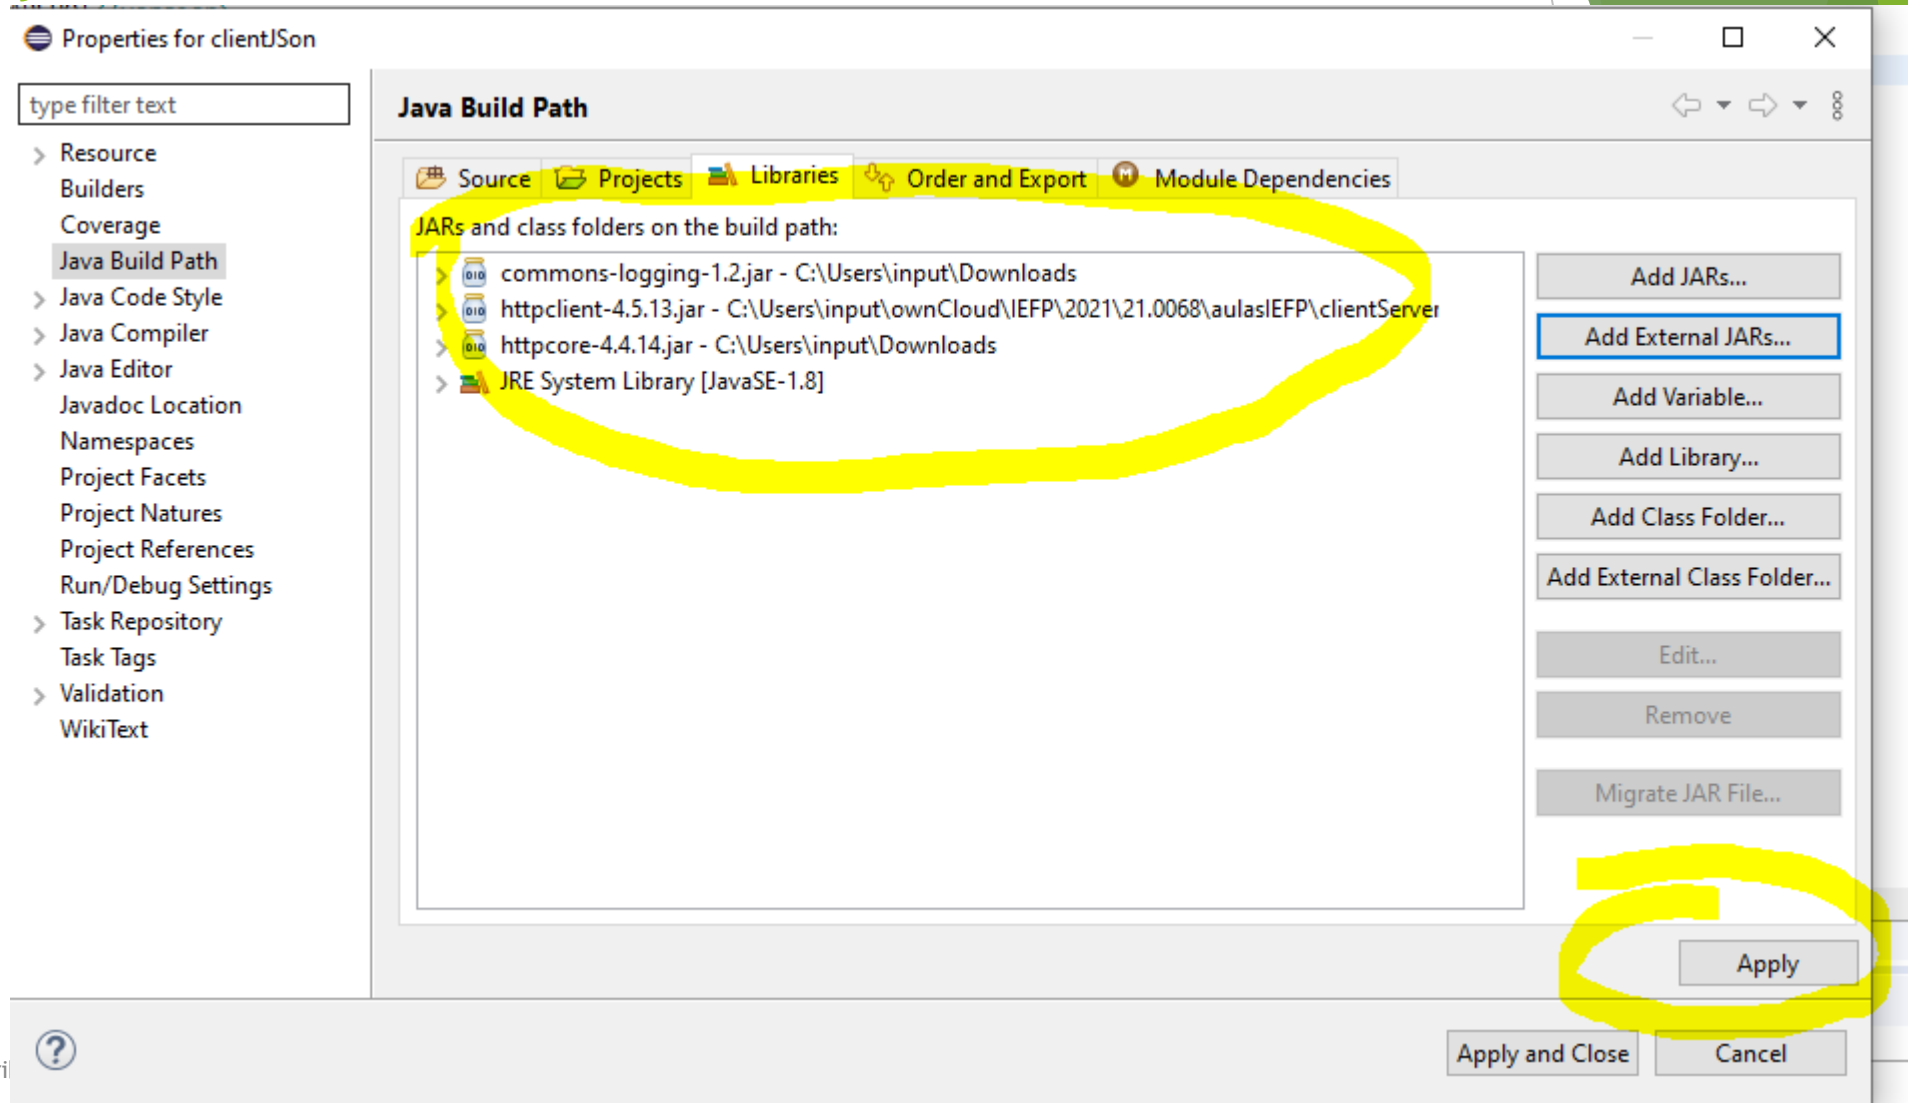 Properties for clientJSon
type filter text
Resource
Builders
Coverage
Java Build Path
Java Code Style
Java Compiler
Java Editor
Javadoc Location
Namespaces
Project Facets
Project Natures
Project References
Run/Debug Settings
Task Repository
Task Tags
Validation
WikiText
Java Build Path
Source Projects Libraries Order and Export Module Dependencies
JARs and class folders on the build path:
commons-logging-1.2.jar - C:\Users\input\Downloads
httpclient-4.5.13.jar - C:\Users\input\ownCloud\IEFP\2021\21.0068\aulasIEFP\clientServer
httpcore-4.4.14.jar - C:\Users\input\Downloads
JRE System Library [JavaSE-1.8]
Add JARs...
Add External JARs...
Add Variable...
Add Library...
Add Class Folder...
Add External Class Folder...
Edit...
Remove
Migrate JAR File...
Apply
Apply and Close
Cancel